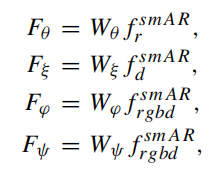 F_θ = W_θ f_r^{smAR},
F_ξ = W_ξ f_d^{smAR},
F_φ = W_φ f_{rgbd}^{smAR},
F_ψ = W_ψ f_{rgbd}^{smAR},